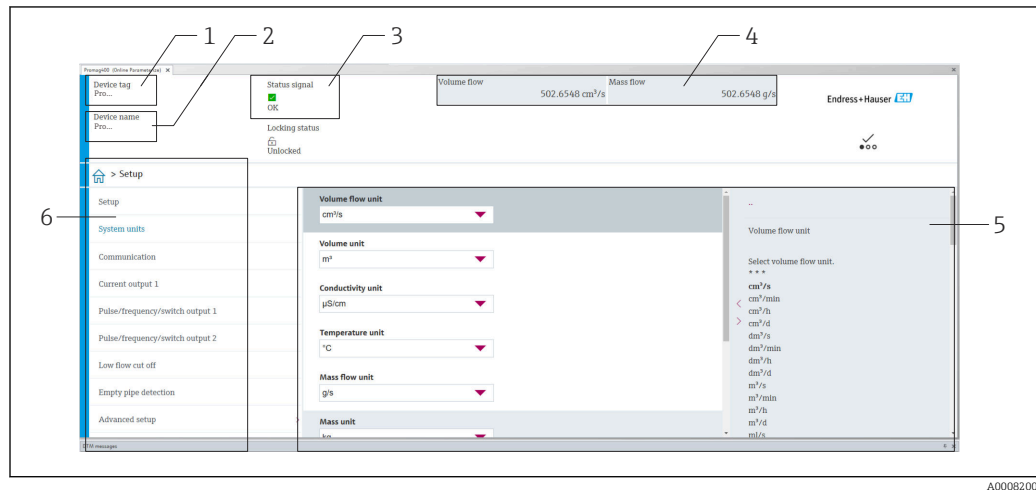 1 2 3 4
Promag400 (Online Parameterize) X
Device tag
Pro...
Device name
Pro...
Status signal
OK
Locking status
Unlocked
Volume flow
502.6548 cm³/s
Mass flow
502.6548 g/s
Endress+Hauser EH
> Setup
6
Setup
System units
Communication
Current output 1
Pulse/frequency/switch output 1
Pulse/frequency/switch output 2
Low flow cut off
Empty pipe detection
Advanced setup
Volume flow unit
cm³/s
Volume unit
m³
Conductivity unit
µS/cm
Temperature unit
°C
Mass flow unit
g/s
Mass unit
kg
..
Volume flow unit
5
Select volume flow unit.
* * *
cm³/s
cm³/min
cm³/h
cm³/d
dm³/s
dm³/min
dm³/h
dm³/d
m³/s
m³/min
m³/h
m³/d
ml/s
DTM messages
A0008200